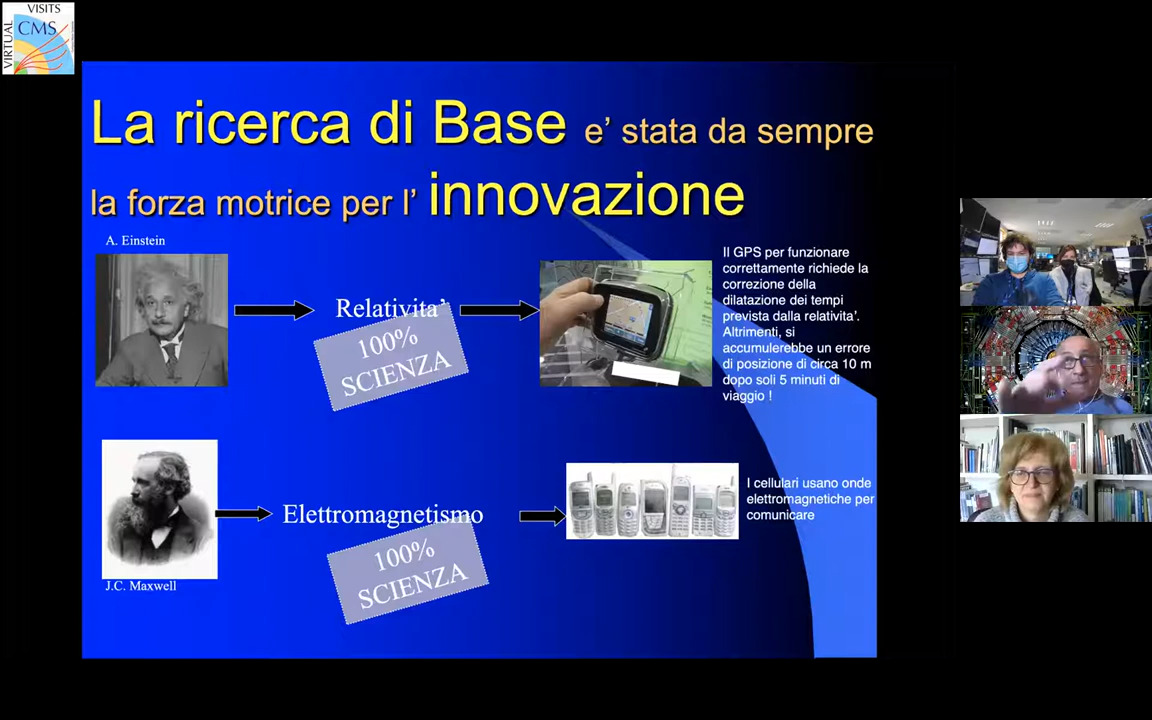 VISITS
VIRTUAL
CMS
La ricerca di Base e' stata da sempre
la forza motrice per l' innovazione
A. Einstein
Relativita'
100%
SCIENZA
Il GPS per funzionare
correttamente richiede la
correzione della
dilatazione dei tempi
prevista dalla relativita'.
Altrimenti, si
accumulerebbe un errore
di posizione di circa 10 m
dopo soli 5 minuti di
viaggio !
Elettromagnetismo
100%
SCIENZA
J.C. Maxwell
I cellulari usano onde
elettromagnetiche per
comunicare